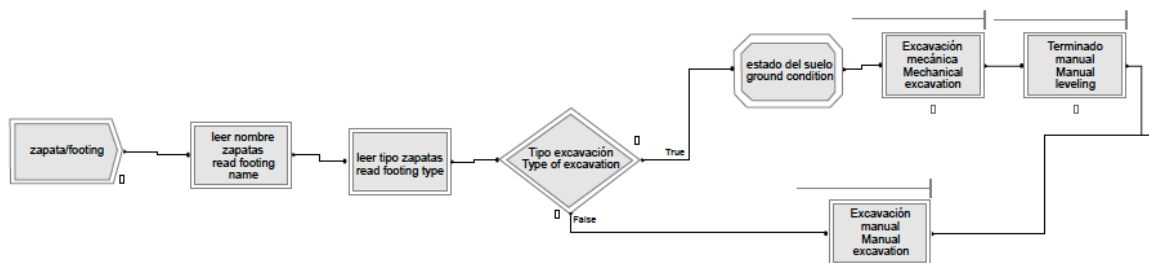 zapata/footing
leer nombre
zapatas
read footing
name
leer tipo zapatas
read footing type
Tipo excavación
Type of excavation
True
False
estado del suelo
ground condition
Excavación
mecánica
Mechanical
excavation
Terminado
manual
Manual
leveling
Excavación
manual
Manual
excavation